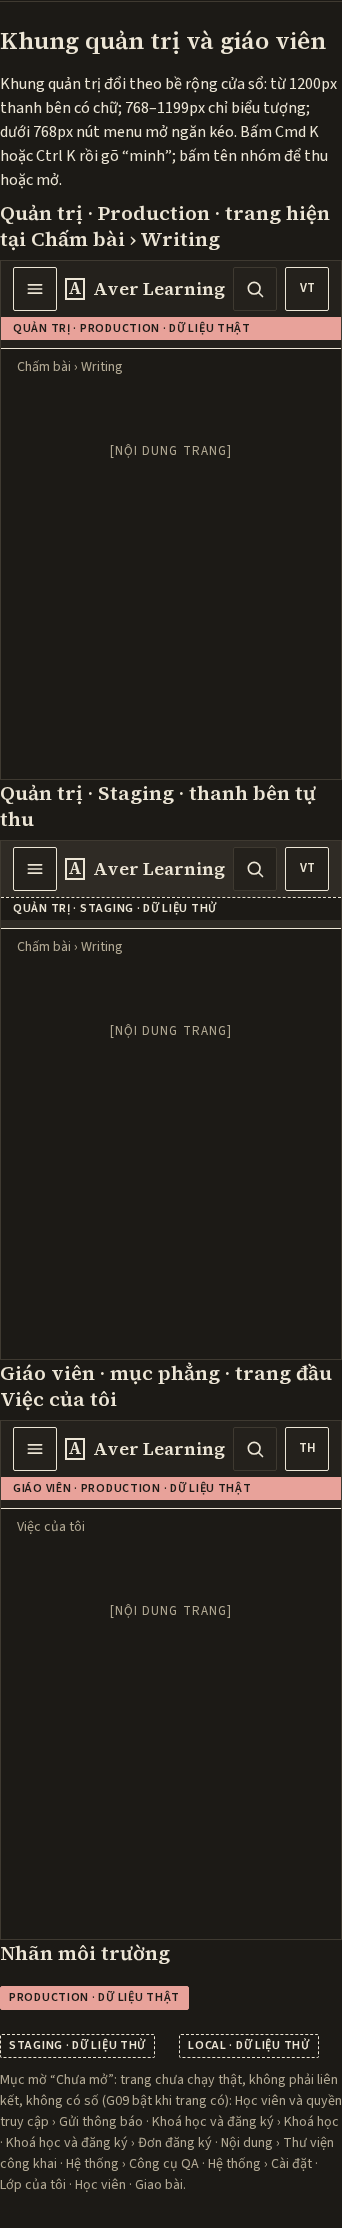 Khung quản trị và giáo viên
Khung quản trị đổi theo bề rộng cửa sổ: từ 1200px
thanh bên có chữ; 768–1199px chỉ biểu tượng;
dưới 768px nút menu mở ngăn kéo. Bấm Cmd K
hoặc Ctrl K rồi gõ “minh”; bấm tên nhóm để thu
hoặc mở.
Quản trị · Production · trang hiện
tại Chấm bài › Writing
A Aver Learning VT
QUẢN TRỊ · PRODUCTION · DỮ LIỆU THẬT
Chấm bài › Writing
[NỘI DUNG TRANG]
Quản trị · Staging · thanh bên tự
thu
A Aver Learning VT
QUẢN TRỊ · STAGING · DỮ LIỆU THỬ
Chấm bài › Writing
[NỘI DUNG TRANG]
Giáo viên · mục phẳng · trang đầu
Việc của tôi
A Aver Learning TH
GIÁO VIÊN · PRODUCTION · DỮ LIỆU THẬT
Việc của tôi
[NỘI DUNG TRANG]
Nhãn môi trường
PRODUCTION · DỮ LIỆU THẬT
STAGING · DỮ LIỆU THỬ LOCAL · DỮ LIỆU THỬ
Mục mờ “Chưa mở”: trang chưa chạy thật, không phải liên
kết, không có số (G09 bật khi trang có): Học viên và quyền
truy cập › Gửi thông báo · Khoá học và đăng ký › Khoá học
· Khoá học và đăng ký › Đơn đăng ký · Nội dung › Thư viện
công khai · Hệ thống › Công cụ QA · Hệ thống › Cài đặt ·
Lớp của tôi · Học viên · Giao bài.